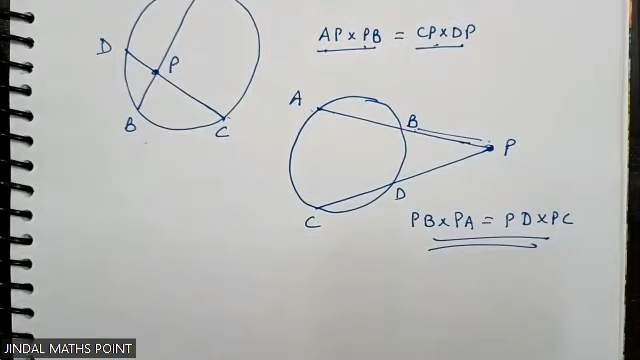 AP × PB = CP × DP
D
P
B
C
A
B
P
D
C
PB × PA = PD × PC
JINDAL MATHS POINT